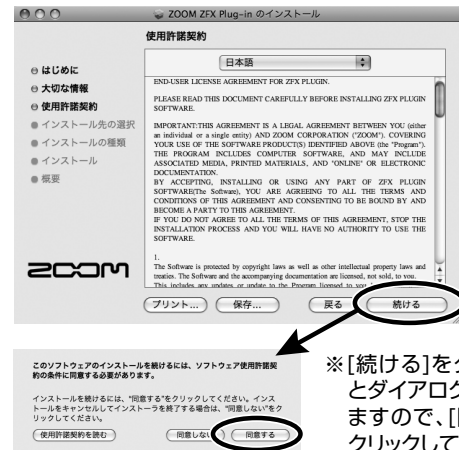 ZOOM ZFX Plug-in のインストール
使用許諾契約
はじめに
大切な情報
使用許諾契約
インストール先の選択
インストールの種類
インストール
概要
日本語
END-USER LICENSE AGREEMENT FOR ZFX PLUGIN.
PLEASE READ THIS DOCUMENT CAREFULLY BEFORE INSTALLING ZFX PLUGIN
SOFTWARE.
IMPORTANT:THIS AGREEMENT IS A LEGAL AGREEMENT BETWEEN YOU (either
an individual or a single entity) AND ZOOM CORPORATION ("ZOOM"). COVERING
YOUR USE OF THE SOFTWARE PRODUCT(S) IDENTIFIED ABOVE (the "Program").
THE PROGRAM INCLUDES COMPUTER SOFTWARE, AND MAY INCLUDE
ASSOCIATED MEDIA, PRINTED MATERIALS, AND "ONLINE" OR ELECTRONIC
DOCUMENTATION.
BY ACCEPTING, INSTALLING OR USING ANY PART OF ZFX PLUGIN
SOFTWARE(The Software), YOU ARE AGREEING TO ALL THE TERMS AND
CONDITIONS OF THIS AGREEMENT AND CONSENTING TO BE BOUND BY AND
BECOME A PARTY TO THIS AGREEMENT.
IF YOU DO NOT AGREE TO ALL THE TERMS OF THIS AGREEMENT, STOP THE
INSTALLATION PROCESS AND YOU WILL HAVE NO AUTHORITY TO USE THE
SOFTWARE.
1.
The Software is protected by copyright laws as well as other intellectual property laws and
treaties. The Software and the accompanying documentation are licensed, not sold, to you.
This includes any updates or update to the Program licensed to you
ZOOM
プリント... 保存... 戻る 続ける
このソフトウェアのインストールを続けるには、ソフトウェア使用許諾契
約の条件に同意する必要があります。
インストールを続けるには、"同意する"をクリックしてください。インス
トールをキャンセルしてインストーラを終了する場合は、"同意しない"をク
リックしてください。
使用許諾契約を読む 同意しない 同意する
※[続ける]をク
とダイアログ
ますので、[
クリックして